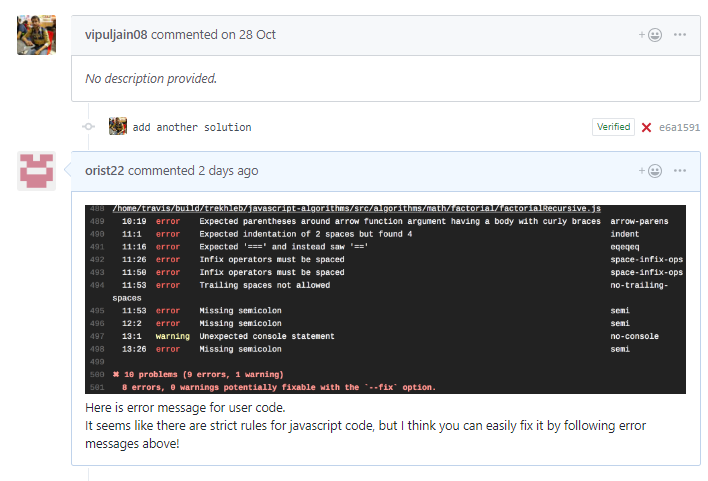 vipuljain08 commented on 28 Oct
No description provided.
add another solution Verified e6a1591
orist22 commented 2 days ago
488 /home/travis/build/trekhleb/javascript-algorithms/src/algorithms/math/factorial/factorialRecursive.js
489 10:19 error Expected parentheses around arrow function argument having a body with curly braces arrow-parens
490 11:1 error Expected indentation of 2 spaces but found 4 indent
491 11:16 error Expected '===' and instead saw '==' eqeqeq
492 11:26 error Infix operators must be spaced space-infix-ops
493 11:50 error Infix operators must be spaced space-infix-ops
494 11:53 error Trailing spaces not allowed no-trailing-
spaces
495 11:53 error Missing semicolon semi
496 12:2 error Missing semicolon semi
497 13:1 warning Unexpected console statement no-console
498 13:26 error Missing semicolon semi
499
500 ✖ 10 problems (9 errors, 1 warning)
501 8 errors, 0 warnings potentially fixable with the `--fix` option.
Here is error message for user code.
It seems like there are strict rules for javascript code, but I think you can easily fix it by following error
messages above!